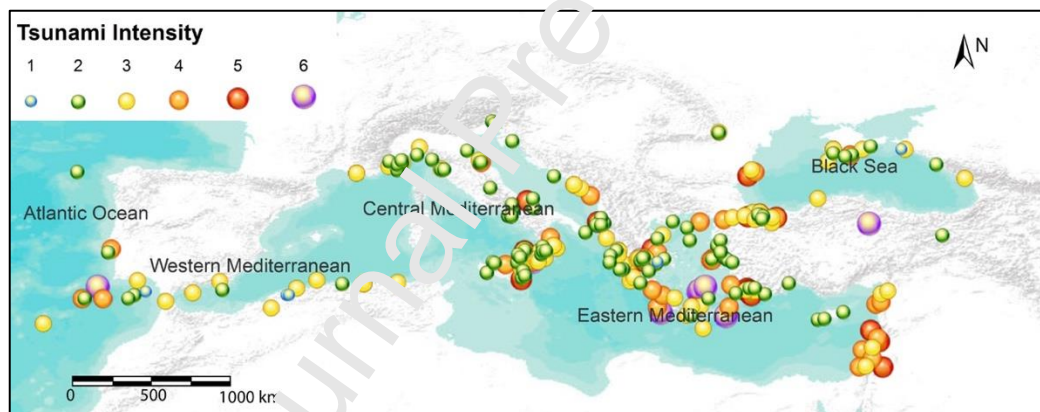 Tsunami Intensity
1 2 3 4 5 6
N
Black Sea
Atlantic Ocean
Central Mediterranean
Western Mediterranean
Eastern Mediterranean
0 500 1000 km